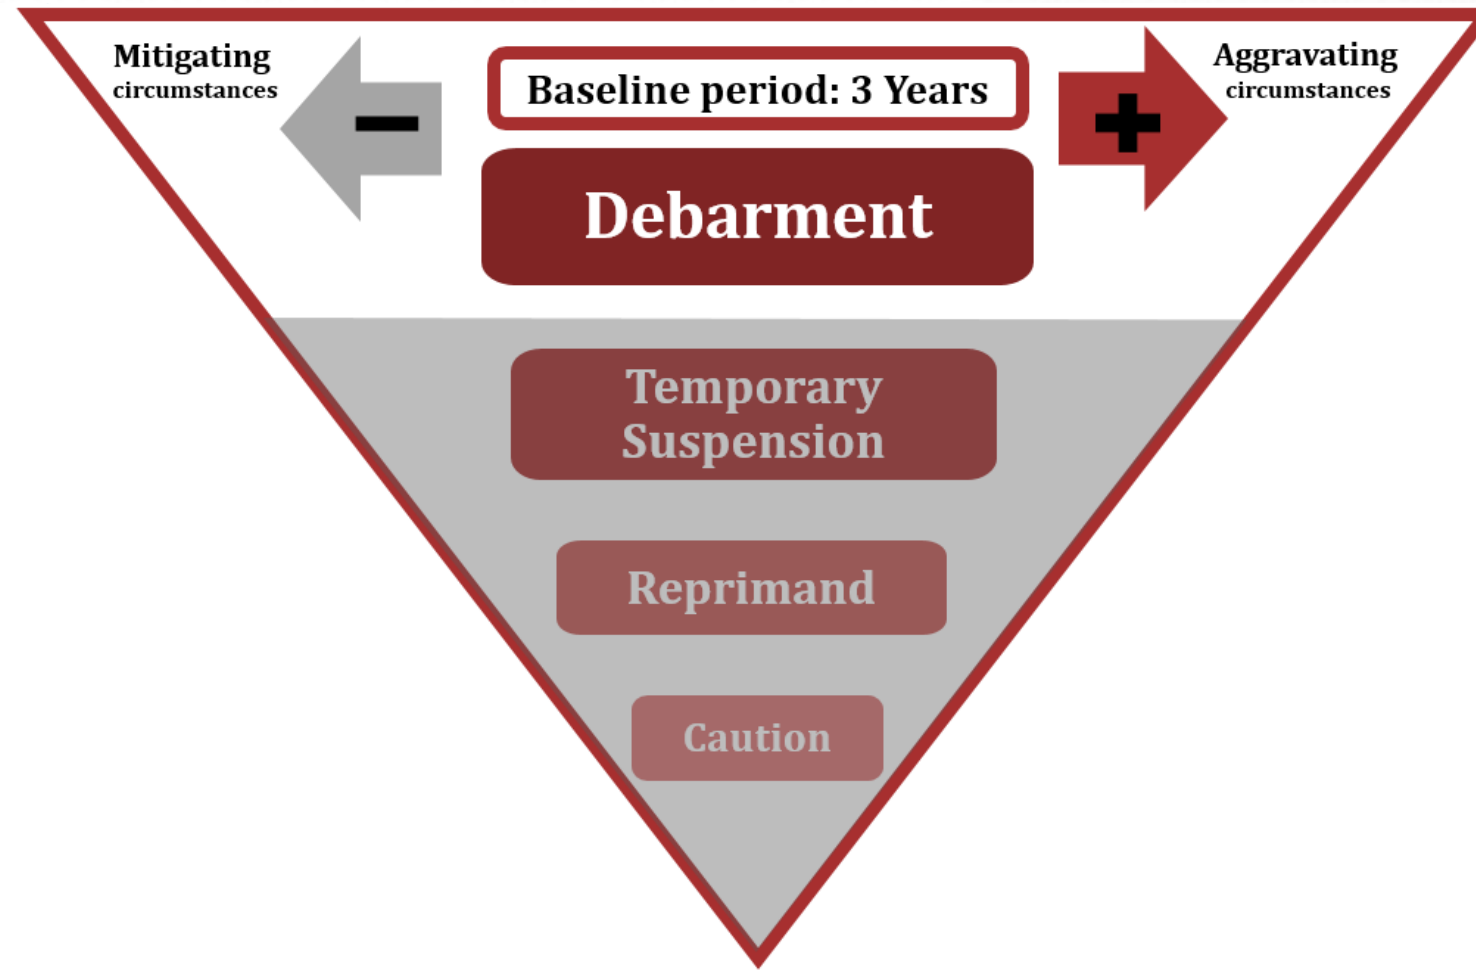 Mitigating
circumstances
Baseline period: 3 Years
Aggravating
circumstances
Debarment
Temporary
Suspension
Reprimand
Caution